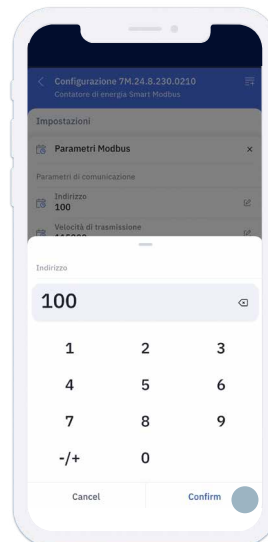 Configurazione 7M.24.8.230.0210
Contatore di energia Smart Modbus
Impostazioni
Parametri Modbus
Parametri di comunicazione
Indirizzo
100
Velocità di trasmissione
115200
Indirizzo
100
1 2 3
4 5 6
7 8 9
-/+ 0
Cancel Confirm